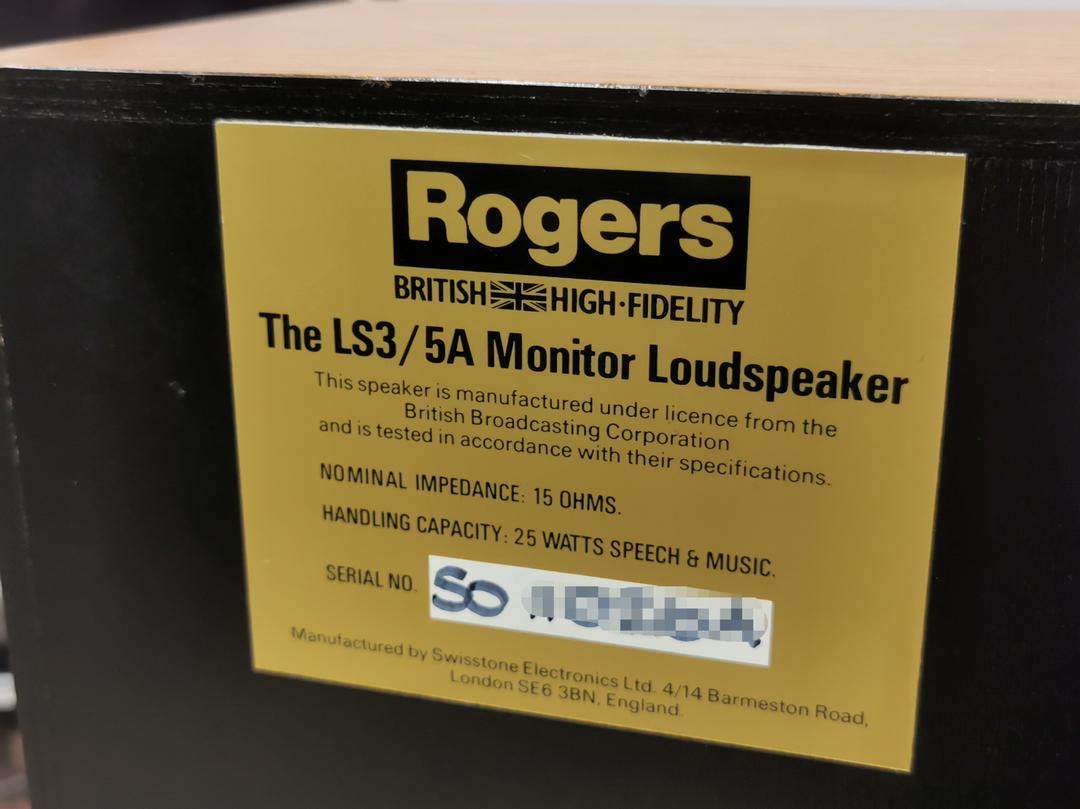 Rogers
BRITISH HIGH·FIDELITY
The LS3/5A Monitor Loudspeaker
This speaker is manufactured under licence from the
British Broadcasting Corporation
and is tested in accordance with their specifications.
NOMINAL IMPEDANCE: 15 OHMS.
HANDLING CAPACITY: 25 WATTS SPEECH & MUSIC.
SERIAL NO. SO
Manufactured by Swisstone Electronics Ltd. 4/14 Barmeston Road,
London SE6 3BN, England.